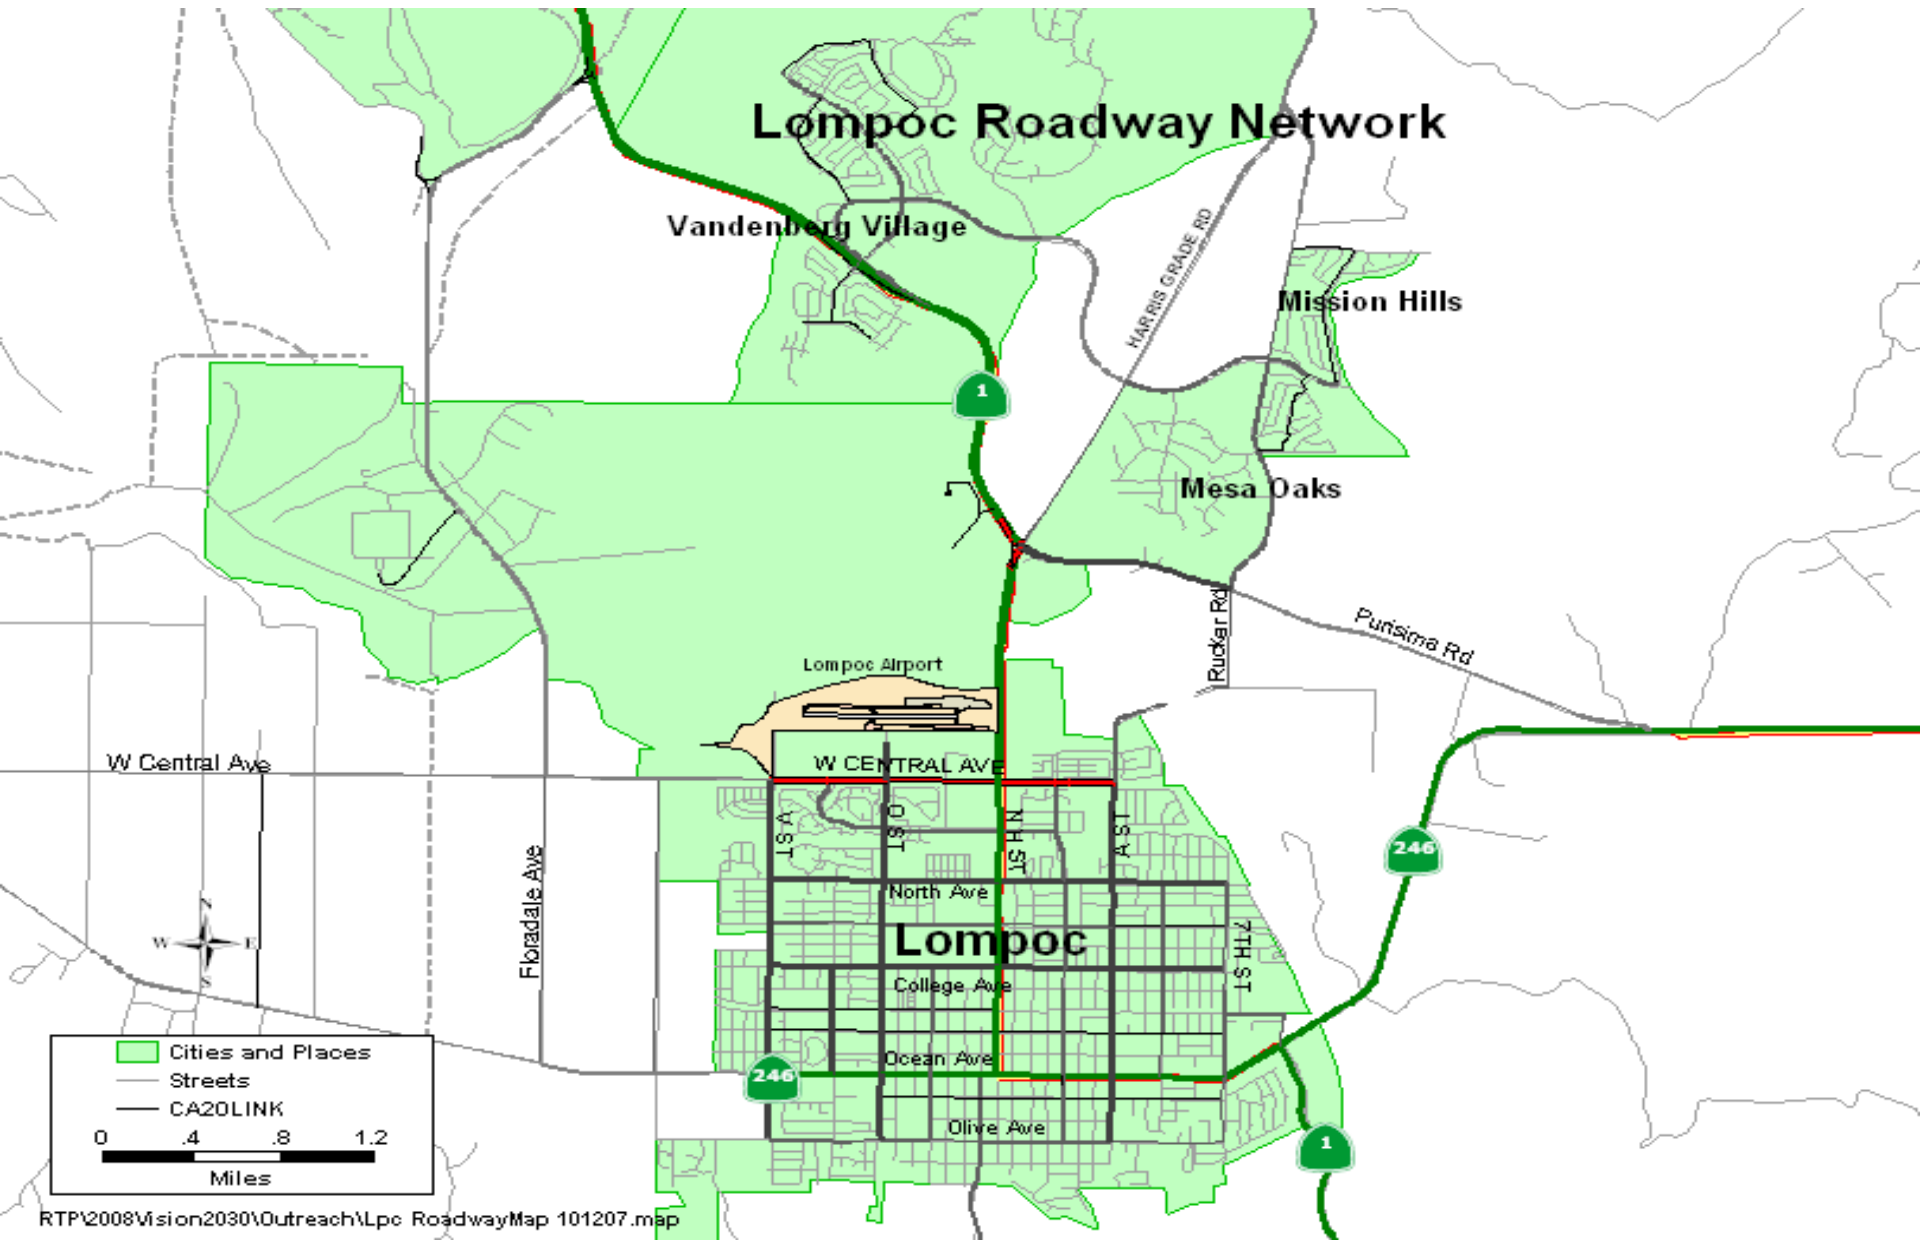 Lompoc Roadway Network
Vandenberg Village
HARRIS GRADE RD
Mission Hills
1
Mesa Oaks
Rucker Rd
Purisima Rd
Lompoc Airport
W Central Ave
W CENTRAL AVE
V ST
O ST
N H ST
A ST
246
Floradale Ave
North Ave
Lompoc
7TH ST
N
W E
S
College Ave
Ocean Ave
246
Olive Ave
1
Cities and Places
Streets
CA20LINK
0 .4 .8 1.2
Miles
RTP\2008Vision2030\Outreach\Lpc RoadwayMap 101207.map